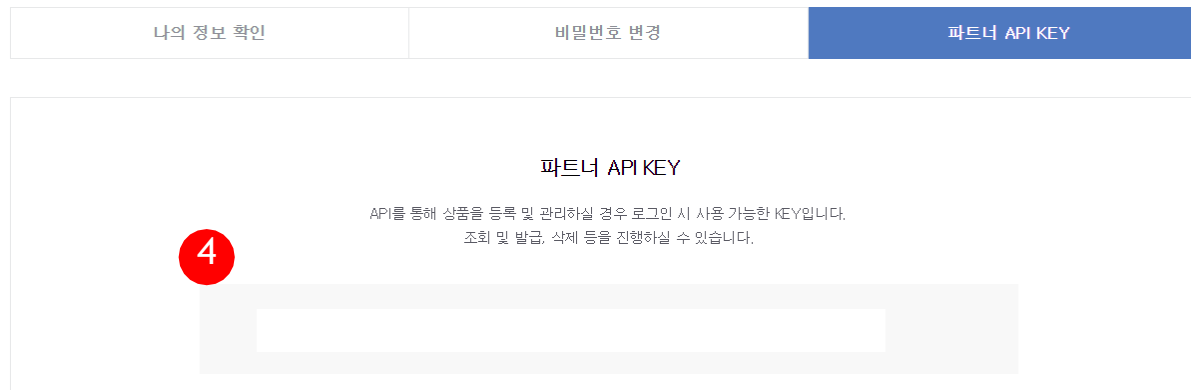 나의 정보 확인
비밀번호 변경
파트너 API KEY
파트너 API KEY
API를 통해 상품을 등록 및 관리하실 경우 로그인 시 사용 가능한 KEY입니다.
조회 및 발급, 삭제 등을 진행하실 수 있습니다.
4